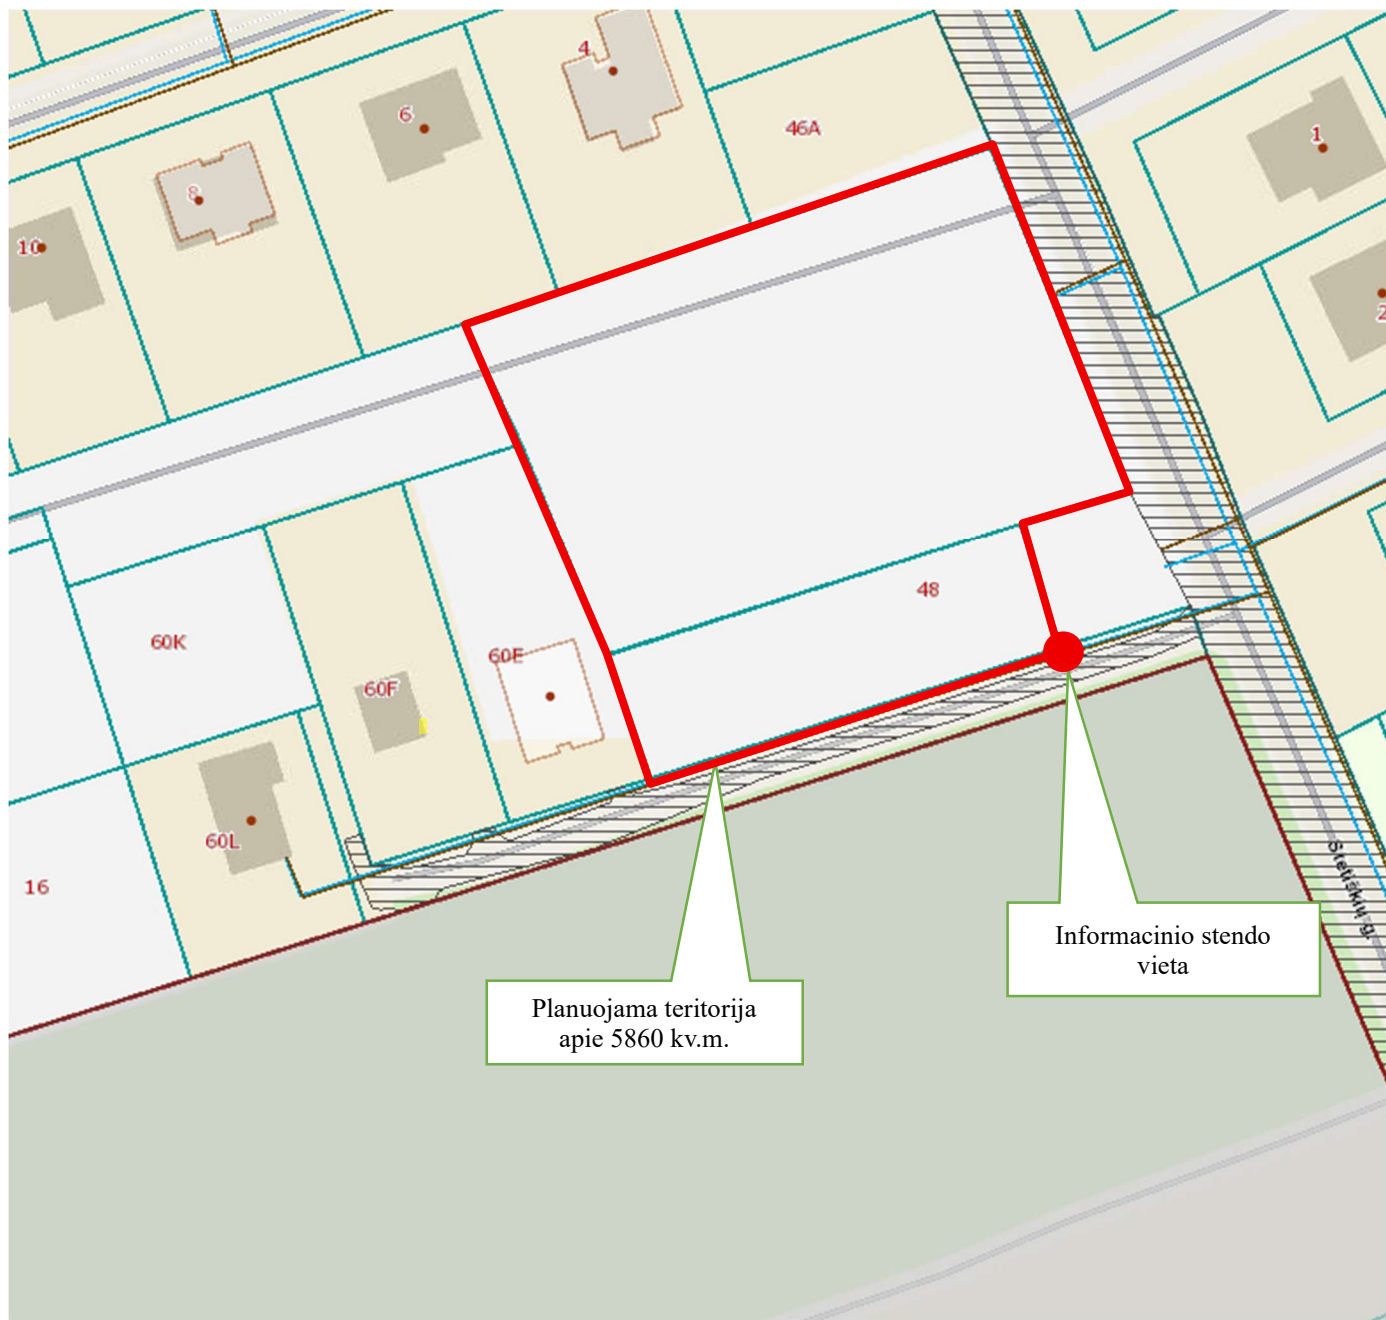 4
6
46A
1
8
10
2
48
60K
60E
60F
60L
16
Stetiškių g.
Informacinio stendo
vieta
Planuojama teritorija
apie 5860 kv.m.